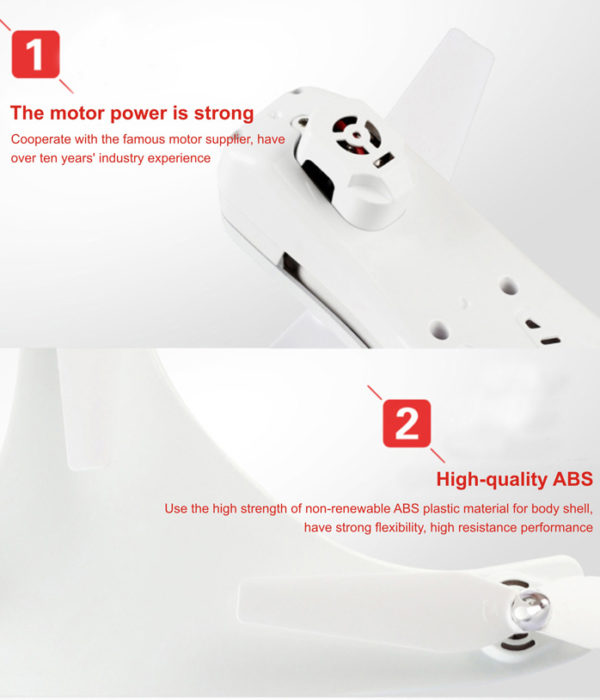 1
The motor power is strong
Cooperate with the famous motor supplier, have
over ten years' industry experience
2
High-quality ABS
Use the high strength of non-renewable ABS plastic material for body shell,
have strong flexibility, high resistance performance